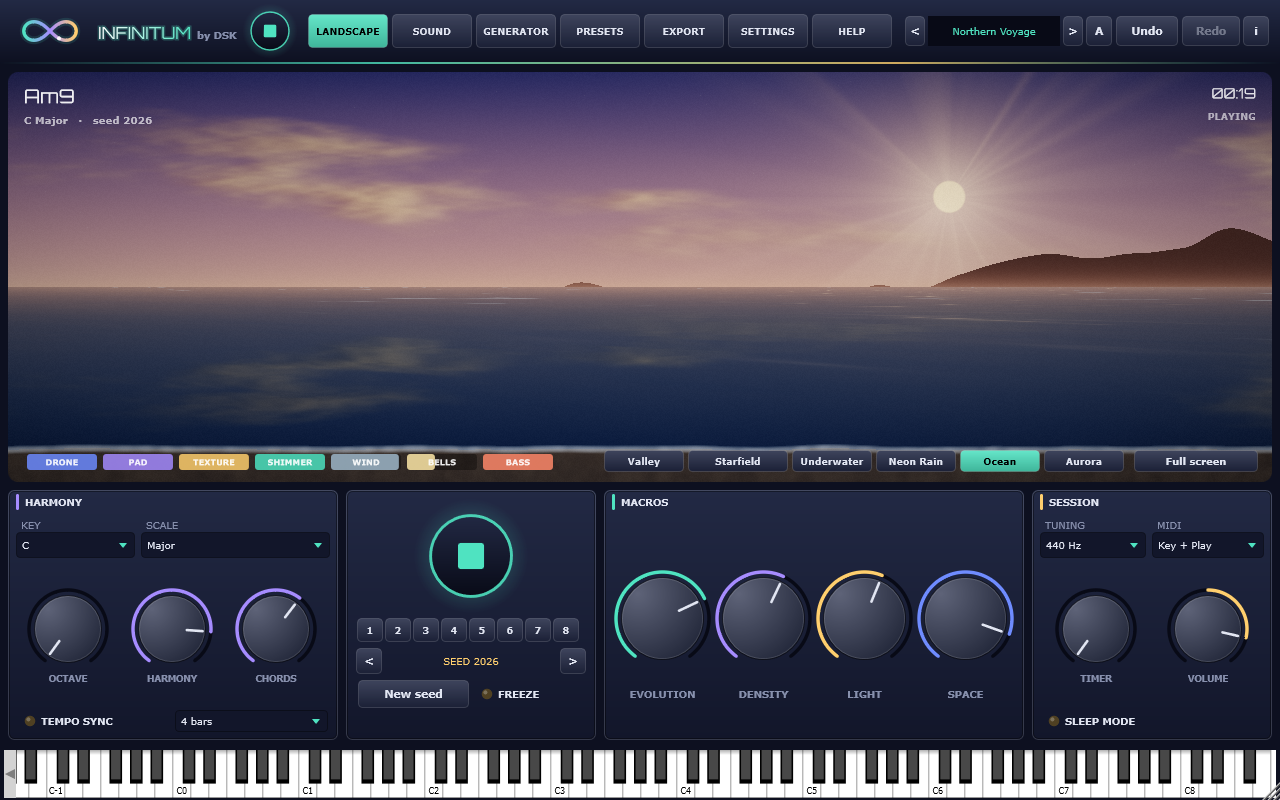 INFINITUM by DSK
LANDSCAPE SOUND GENERATOR PRESETS EXPORT SETTINGS HELP
< Northern Voyage > A Undo Redo i
Am9
C Major · seed 2026
00:19
PLAYING
DRONE PAD TEXTURE SHIMMER WIND BELLS BASS
Valley Starfield Underwater Neon Rain Ocean Aurora Full screen
HARMONY
KEY SCALE
C Major
OCTAVE HARMONY CHORDS
TEMPO SYNC 4 bars
1 2 3 4 5 6 7 8
< SEED 2026 >
New seed FREEZE
MACROS
EVOLUTION DENSITY LIGHT SPACE
SESSION
TUNING MIDI
440 Hz Key + Play
TIMER VOLUME
SLEEP MODE
C-1 C0 C1 C2 C3 C4 C5 C6 C7 C8